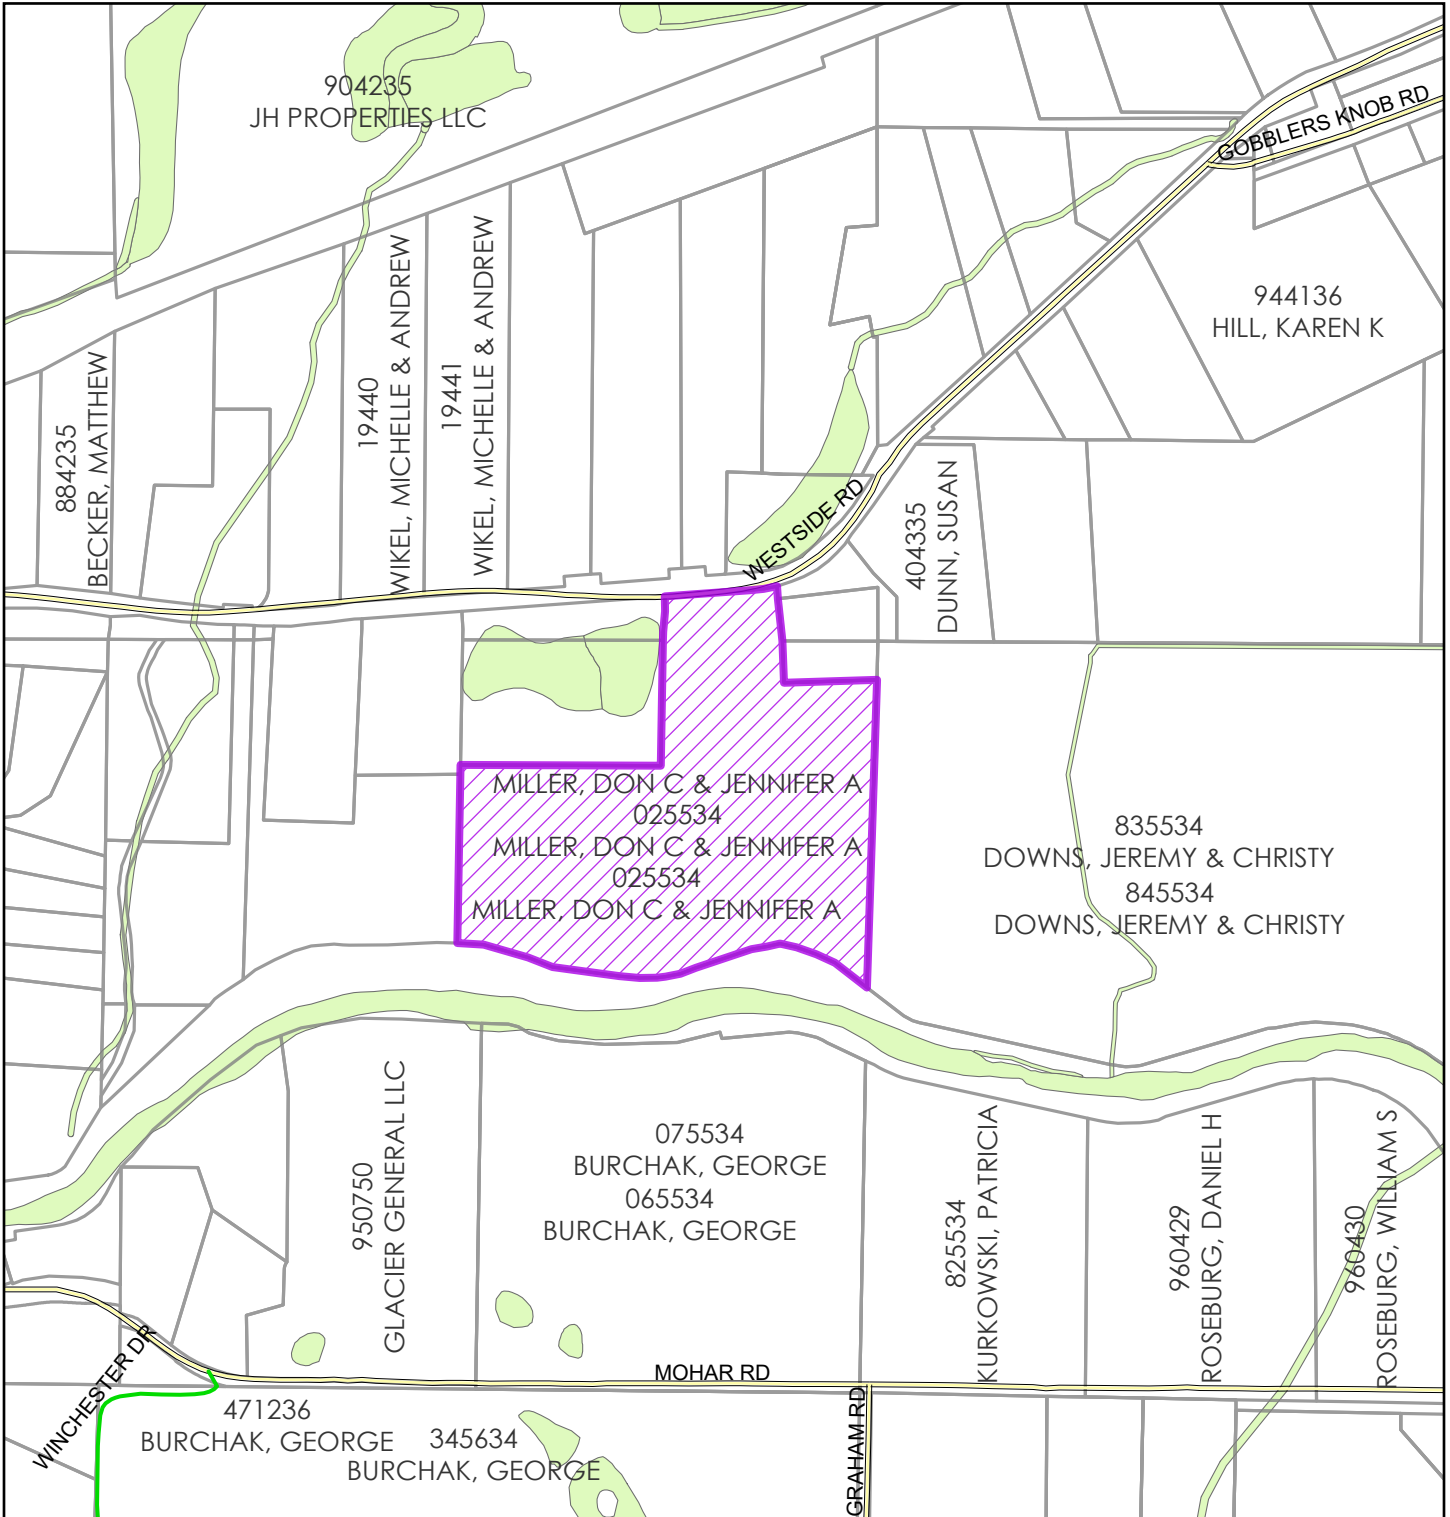 904235
JH PROPERTIES LLC
GOBBLERS KNOB RD
944136
HILL, KAREN K
884235
BECKER, MATTHEW
19440
WIKEL, MICHELLE & ANDREW
19441
WIKEL, MICHELLE & ANDREW
WESTSIDE RD
404335
DUNN, SUSAN
MILLER, DON C & JENNIFER A
025534
MILLER, DON C & JENNIFER A
025534
MILLER, DON C & JENNIFER A
835534
DOWNS, JEREMY & CHRISTY
845534
DOWNS, JEREMY & CHRISTY
950750
GLACIER GENERAL LLC
075534
BURCHAK, GEORGE
065534
BURCHAK, GEORGE
825534
KURKOWSKI, PATRICIA
960429
ROSEBURG, DANIEL H
960430
ROSEBURG, WILLIAM S
WINCHESTER DR
MOHAR RD
GRAHAM RD
471236
BURCHAK, GEORGE
345634
BURCHAK, GEORGE